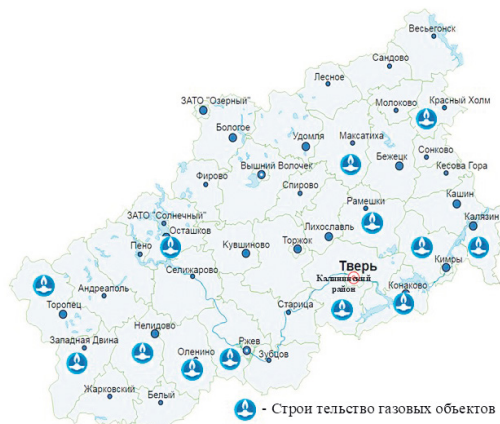 Весьегонск
Сандово
Лесное
ЗАТО "Озерный"
Молоково
Красный Холм
Бологое
Удомля
Максатиха
Сонково
Бежецк
Кесова Гора
Вышний Волочек
Фирово
Спирово
Кашин
Рамешки
ЗАТО "Солнечный"
Осташков
Калязин
Лихославль
Пено
Кувшиново
Торжок
Кимры
Тверь
Селижарово
Калининский
район
Конаково
Андреаполь
Торопец
Старица
Нелидово
Западная Двина
Ржев
Оленино
Зубцов
Жарковский
Белый
- Строи тельство газовых объектов